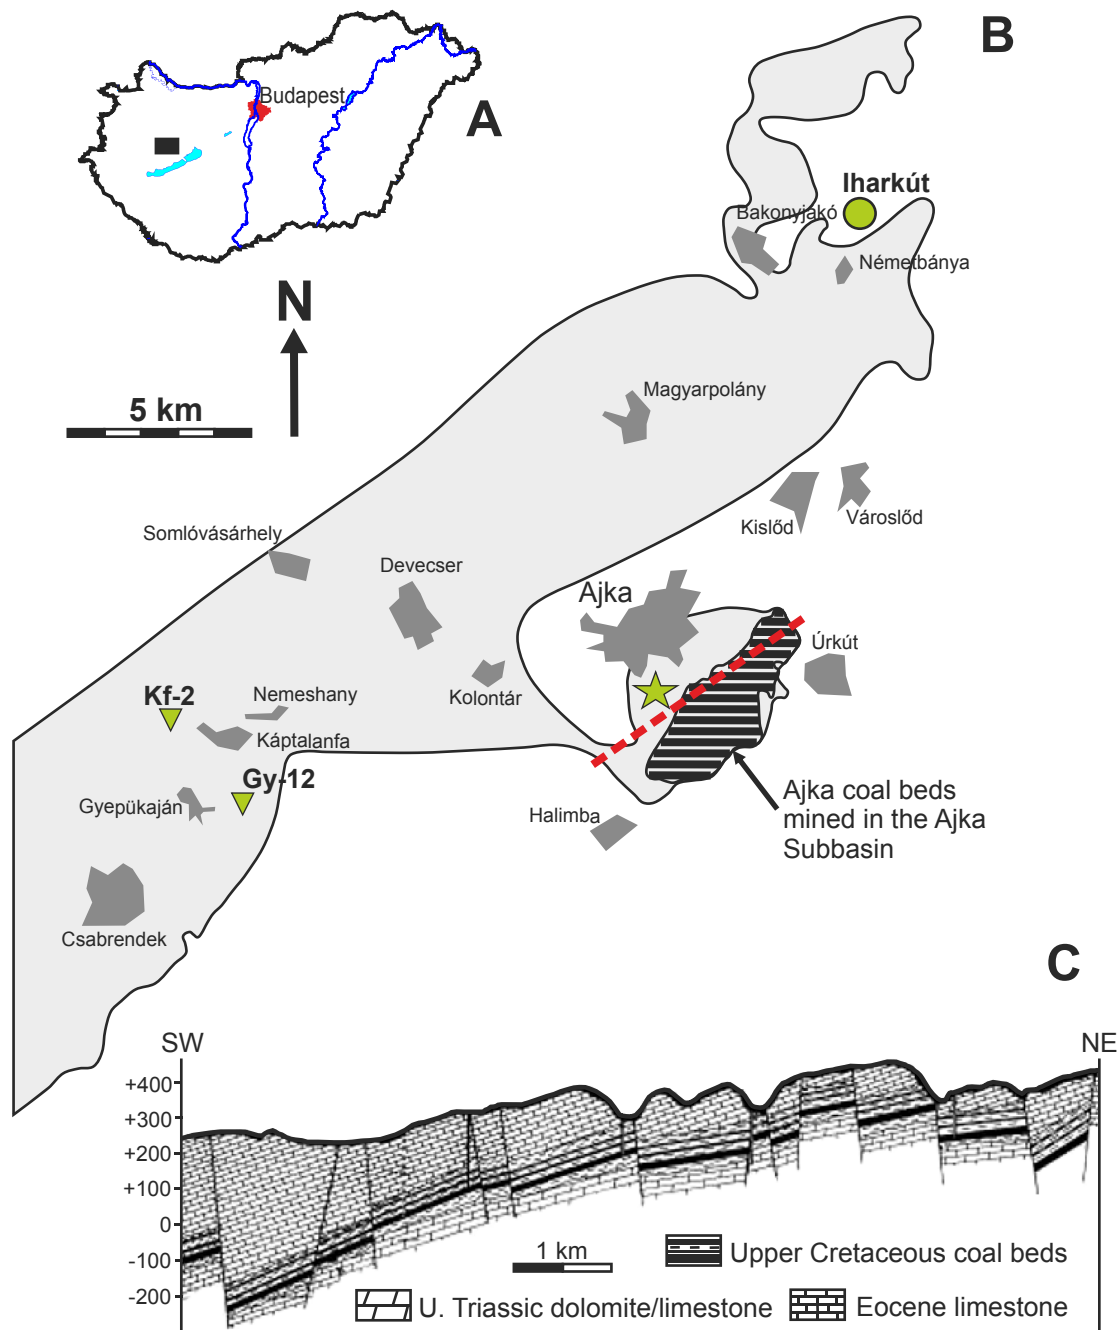 B
Budapest
A
Iharkút
Bakonyjákó
Németbánya
N
Magyarpolány
5 km
Kislőd
Városlőd
Somlóvásárhely
Devecser
Ajka
Úrkút
Kolontár
Kf-2
Nemeshany
Káptalanfa
Gy-12
Gyepükaján
Halimba
Ajka coal beds
mined in the Ajka
Subbasin
Csabrendek
C
SW
NE
+400
+300
+200
+100
0
-100
-200
1 km
Upper Cretaceous coal beds
U. Triassic dolomite/limestone
Eocene limestone